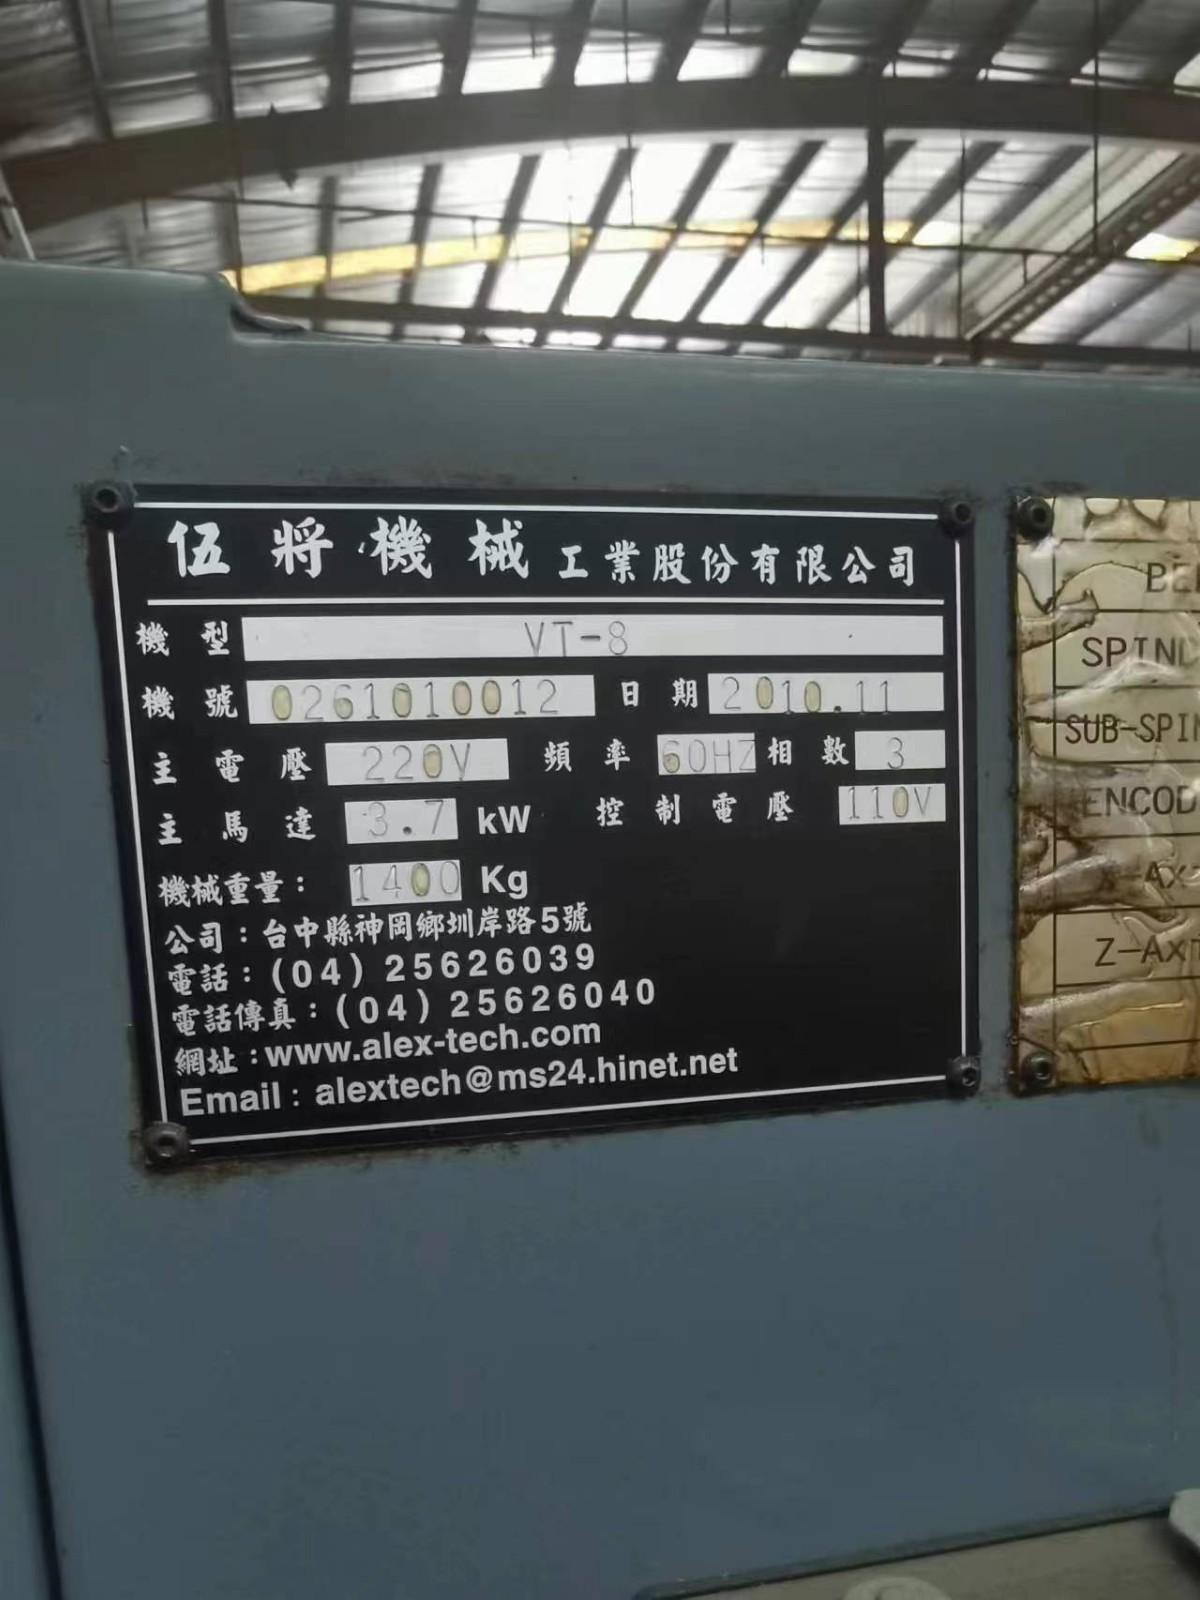 伍將機械工業股份有限公司
機型 VT-8
機號 0261010012 日期 2010.11
主電壓 220V 頻率 60HZ 相數 3
主馬達 3.7 kW 控制電壓 110V
機械重量： 1400 Kg
公司：台中縣神岡鄉圳岸路5號
電話：(04) 25626039
電話傳真：(04) 25626040
網址：www.alex-tech.com
Email：alextech@ms24.hinet.net
SUB-SPI
ENCOD
Z-AX